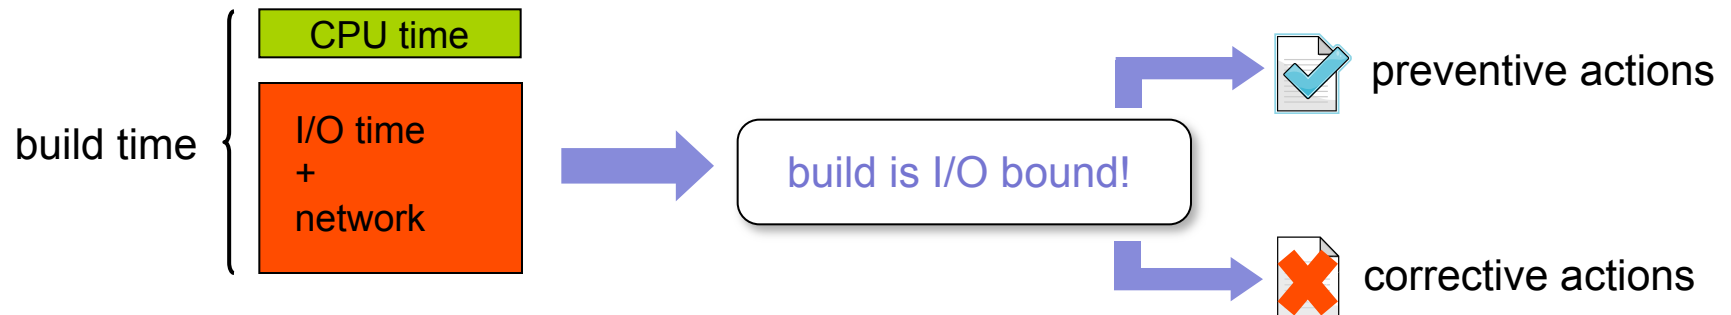 build time
CPU time
I/O time
+
network
build is I/O bound!
preventive actions
corrective actions